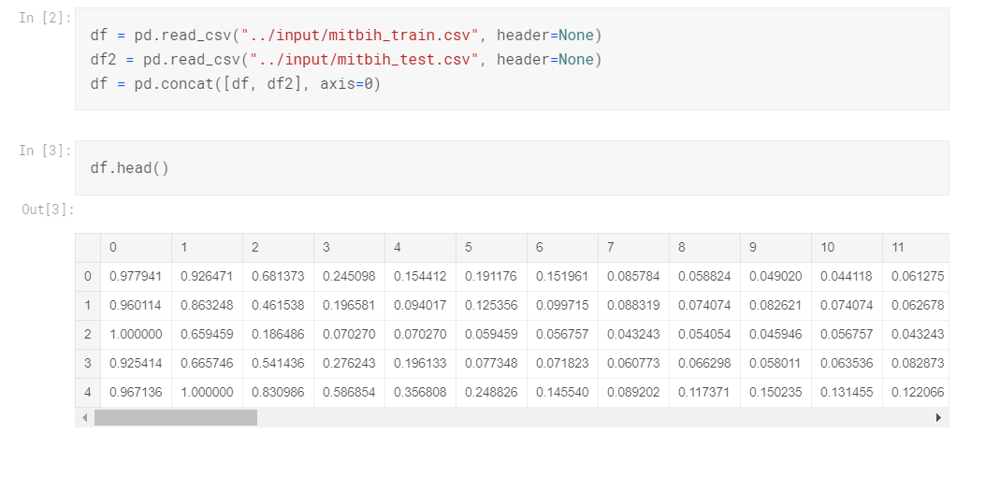 In [2]:
df = pd.read_csv("../input/mitbih_train.csv", header=None)
df2 = pd.read_csv("../input/mitbih_test.csv", header=None)
df = pd.concat([df, df2], axis=0)
In [3]:
df.head()
Out[3]:
0 1 2 3 4 5 6 7 8 9 10 11
0 0.977941 0.926471 0.681373 0.245098 0.154412 0.191176 0.151961 0.085784 0.058824 0.049020 0.044118 0.061275
1 0.960114 0.863248 0.461538 0.196581 0.094017 0.125356 0.099715 0.088319 0.074074 0.082621 0.074074 0.062678
2 1.000000 0.659459 0.186486 0.070270 0.070270 0.059459 0.056757 0.043243 0.054054 0.045946 0.056757 0.043243
3 0.925414 0.665746 0.541436 0.276243 0.196133 0.077348 0.071823 0.060773 0.066298 0.058011 0.063536 0.082873
4 0.967136 1.000000 0.830986 0.586854 0.356808 0.248826 0.145540 0.089202 0.117371 0.150235 0.131455 0.122066